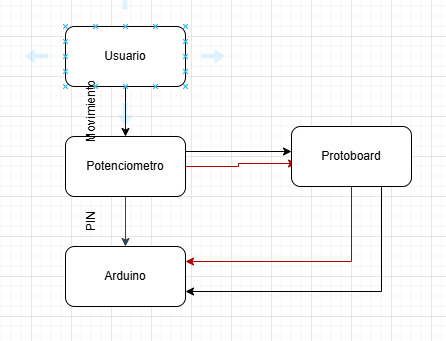 Usuario
Movimiento
Potenciometro
Protoboard
PIN
Arduino